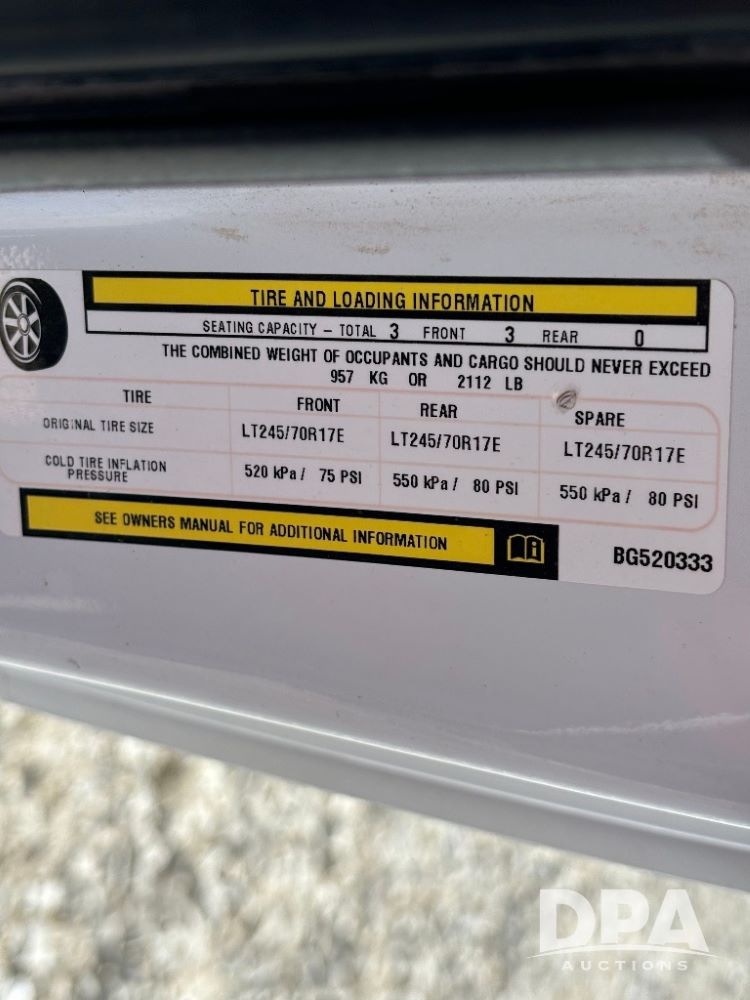 TIRE AND LOADING INFORMATION
SEATING CAPACITY – TOTAL 3 FRONT 3 REAR 0
THE COMBINED WEIGHT OF OCCUPANTS AND CARGO SHOULD NEVER EXCEED
957 KG OR 2112 LB
TIRE FRONT REAR SPARE
ORIGINAL TIRE SIZE LT245/70R17E LT245/70R17E LT245/70R17E
COLD TIRE INFLATION PRESSURE 520 kPa / 75 PSI 550 kPa / 80 PSI 550 kPa / 80 PSI
SEE OWNERS MANUAL FOR ADDITIONAL INFORMATION
BG520333
DPA
AUCTIONS